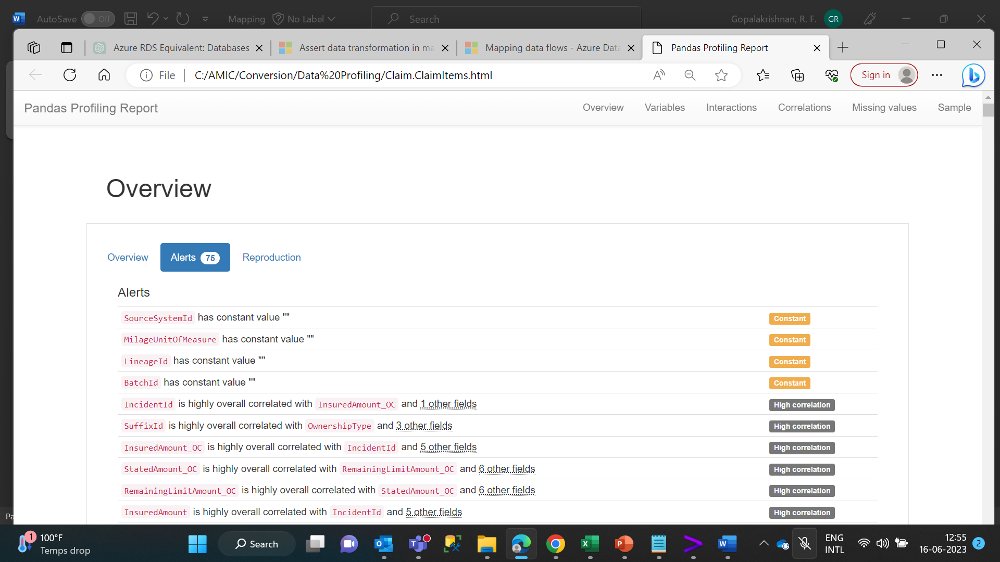 AutoSave Off Mapping No Label Search Gopalakrishnan, R. F. GR
Azure RDS Equivalent: Databases Assert data transformation in ma Mapping data flows - Azure Data Pandas Profiling Report
File C:/AMIC/Conversion/Data%20Profiling/Claim.ClaimItems.html Sign in
Pandas Profiling Report Overview Variables Interactions Correlations Missing values Sample
Overview
Overview Alerts 75 Reproduction
Alerts
SourceSystemId has constant value "" Constant
MilageUnitOfMeasure has constant value "" Constant
LineageId has constant value "" Constant
BatchId has constant value "" Constant
IncidentId is highly overall correlated with InsuredAmount_OC and 1 other fields High correlation
SuffixId is highly overall correlated with OwnershipType and 3 other fields High correlation
InsuredAmount_OC is highly overall correlated with IncidentId and 5 other fields High correlation
StatedAmount_OC is highly overall correlated with RemainingLimitAmount_OC and 6 other fields High correlation
RemainingLimitAmount_OC is highly overall correlated with StatedAmount_OC and 6 other fields High correlation
InsuredAmount is highly overall correlated with IncidentId and 5 other fields High correlation
Pa
1 100°F Search ENG 12:55
Temps drop INTL 16-06-2023 2